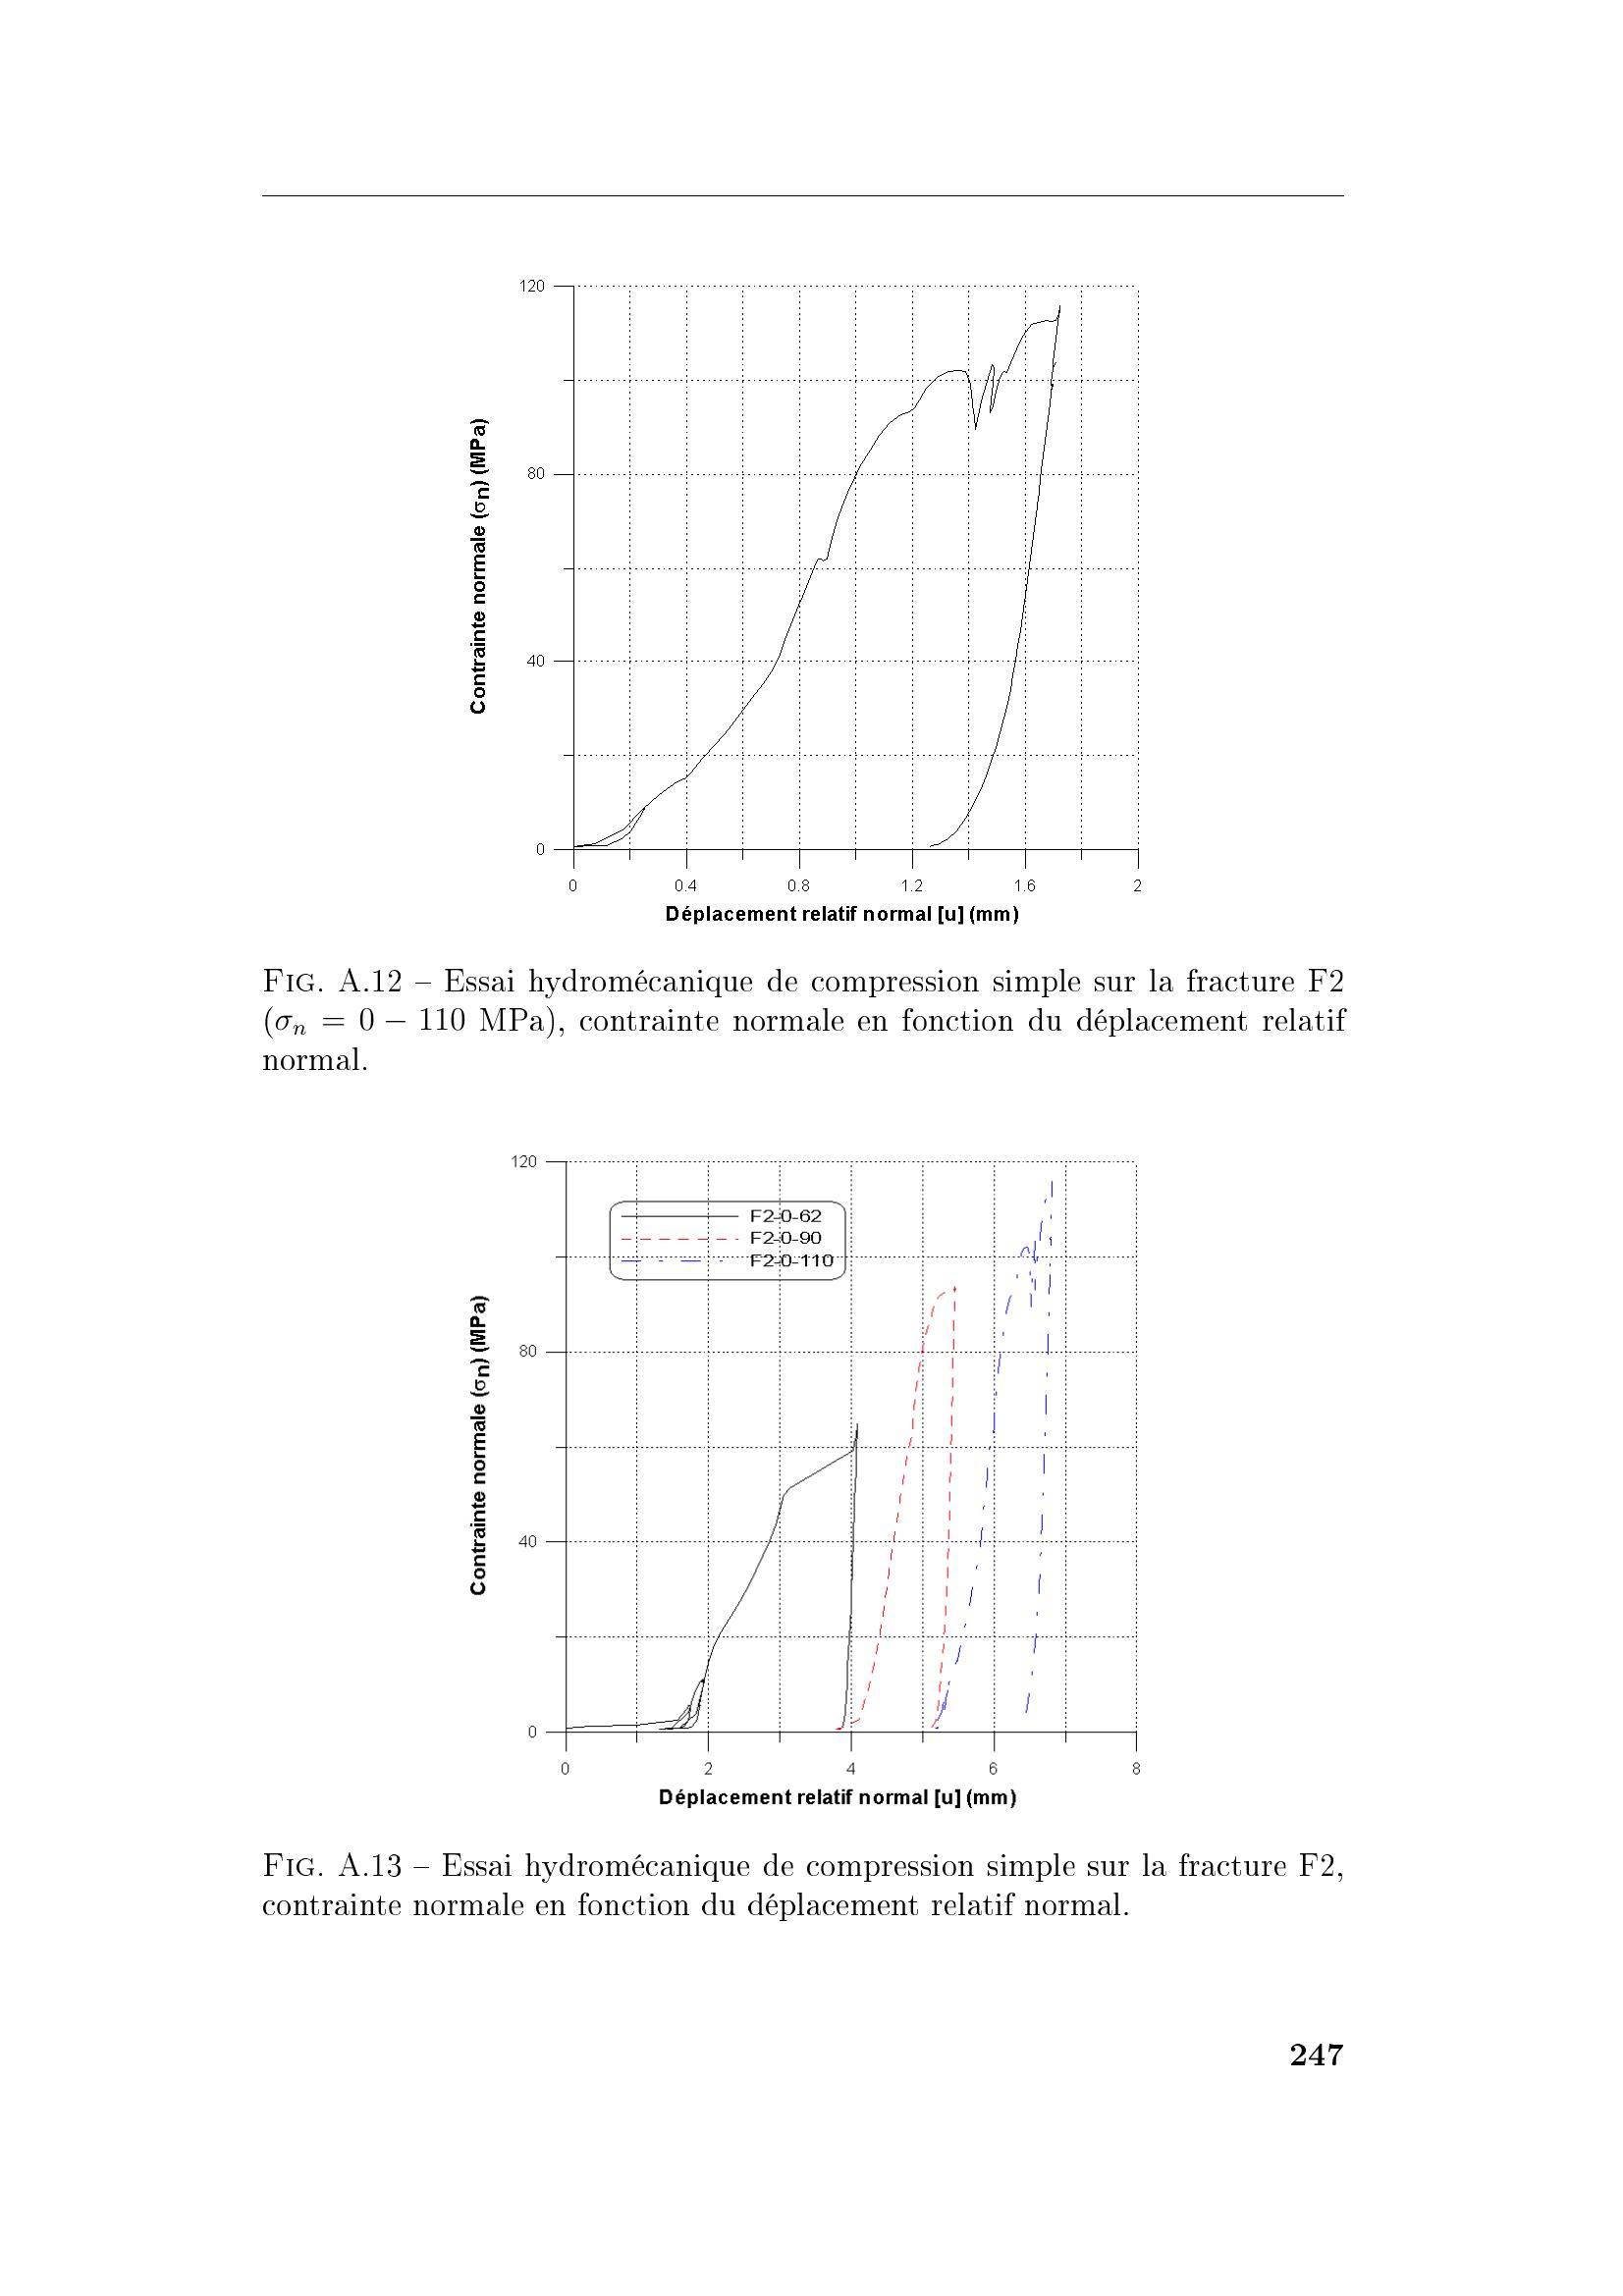 120
80
40
0
Contrainte normale (σn) (MPa)
0 0.4 0.8 1.2 1.6 2
Déplacement relatif normal [u] (mm)
Fig. A.12 – Essai hydromécanique de compression simple sur la fracture F2
(σn = 0 − 110 MPa), contrainte normale en fonction du déplacement relatif
normal.
120
80
40
0
Contrainte normale (σn) (MPa)
F2-0-62
F2-0-90
F2-0-110
0 2 4 6 8
Déplacement relatif normal [u] (mm)
Fig. A.13 – Essai hydromécanique de compression simple sur la fracture F2,
contrainte normale en fonction du déplacement relatif normal.
247